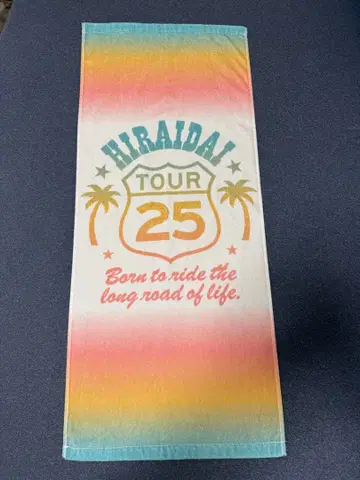 HIRAIDAI
TOUR
25
Born to ride the
long road of life.